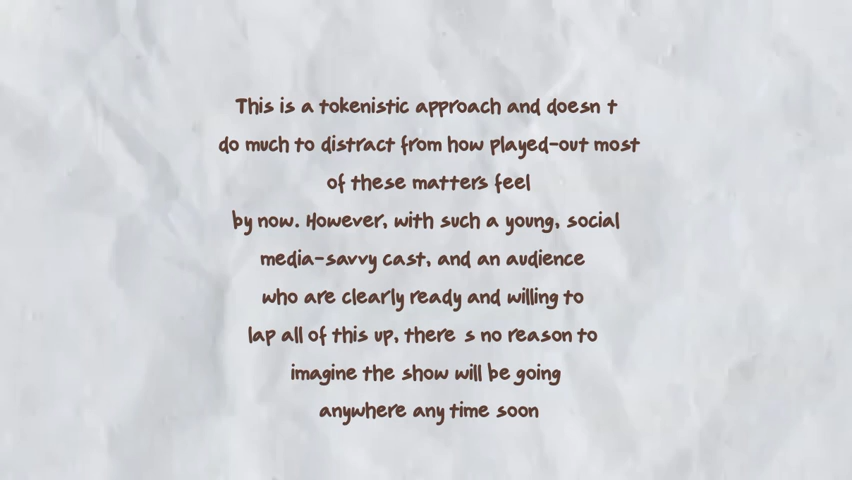 This is a tokenistic approach and doesn t
do much to distract from how played-out most
of these matters feel
by now. However, with such a young, social
media-savvy cast, and an audience
who are clearly ready and willing to
lap all of this up, there s no reason to
imagine the show will be going
anywhere any time soon